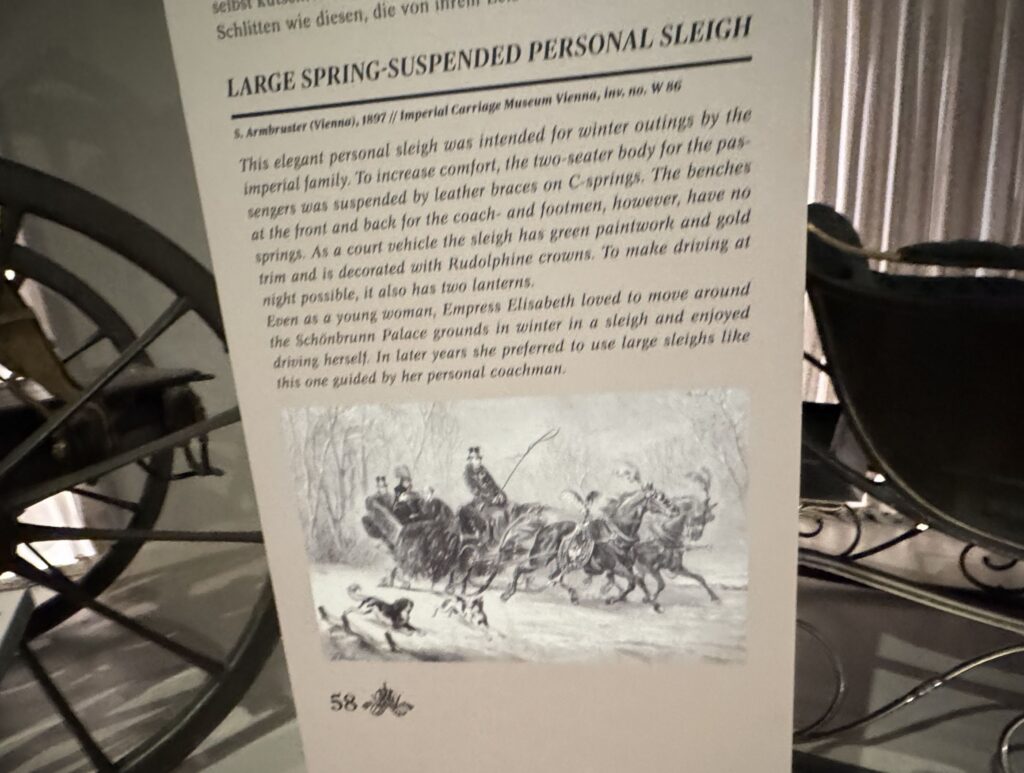 selbst
Schlitten wie diesen, die von ihrem
LARGE SPRING-SUSPENDED PERSONAL SLEIGH
S. Armbruster (Vienna), 1897 // Imperial Carriage Museum Vienna, Inv. no. W 86
This elegant personal sleigh was intended for winter outings by the
imperial family. To increase comfort, the two-seater body for the pas-
sengers was suspended by leather braces on C-springs. The benches
at the front and back for the coach- and footmen, however, have no
springs. As a court vehicle the sleigh has green paintwork and gold
trim and is decorated with Rudolphine crowns. To make driving at
night possible, it also has two lanterns.
Even as a young woman, Empress Elisabeth loved to move around
the Schönbrunn Palace grounds in winter in a sleigh and enjoyed
driving herself. In later years she preferred to use large sleighs like
this one guided by her personal coachman.
58